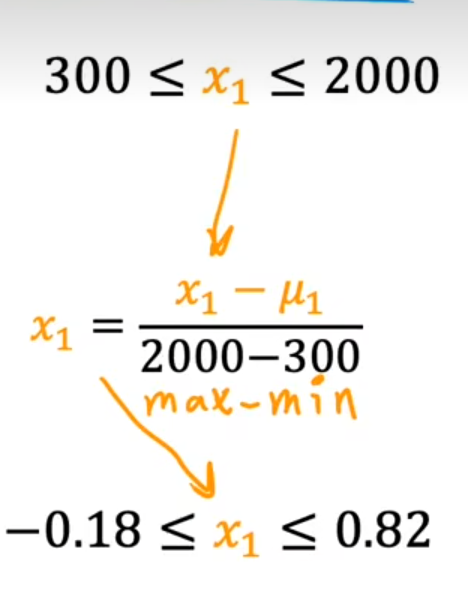 300 ≤ x₁ ≤ 2000
x₁ = (x₁ − μ₁) / (2000−300)
max-min
−0.18 ≤ x₁ ≤ 0.82